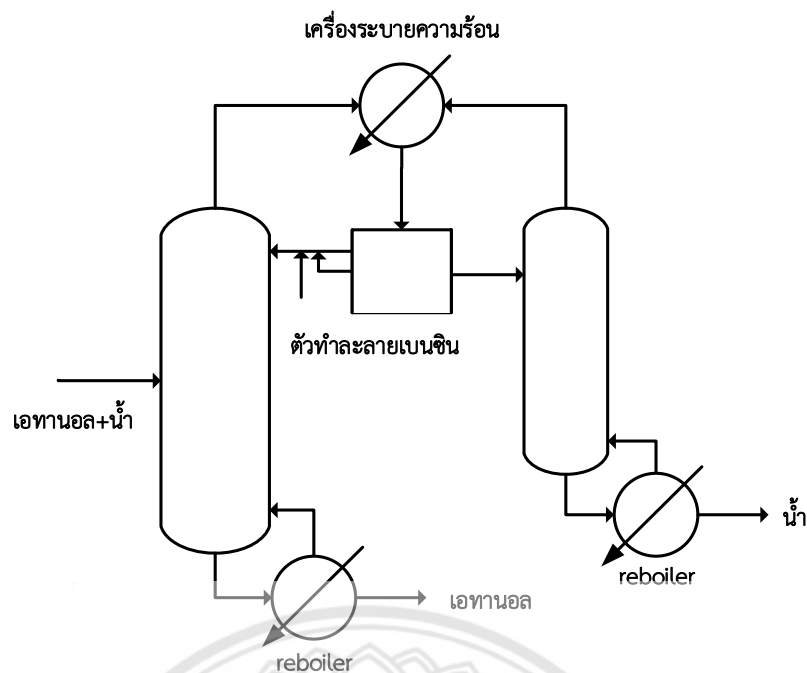 เครื่องระบายความร้อน
ตัวทำละลายเบนซิน
เอทานอล+น้ำ
น้ำ
reboiler
เอทานอล
reboiler